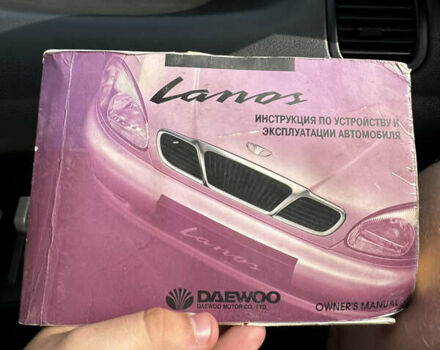 Lanos
ИНСТРУКЦИЯ ПО УСТРОЙСТВУ И
ЭКСПЛУАТАЦИИ АВТОМОБИЛЯ
Lanos
DAEWOO
DAEWOO MOTOR CO., LTD.
OWNER'S MANUAL